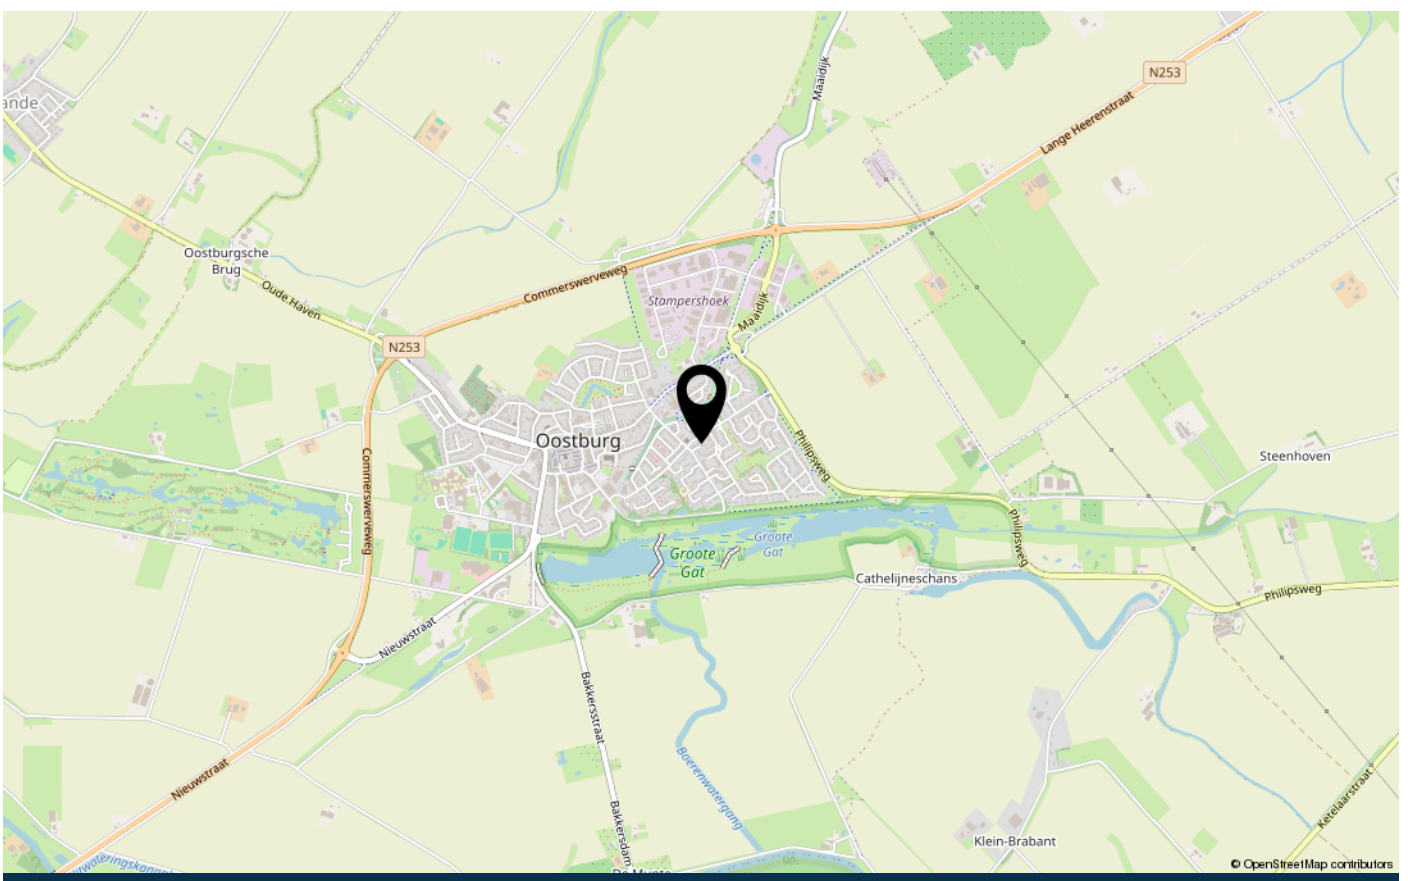 N253
Maaidijk
ande
Lange Heerenstraat
Oostburgsche
Brug
Commerswerveweg
Oude Haven
Stampershoek
Maaidijk
N253
Oostburg
Philipsweg
Steenhoven
Commerswerveweg
Philipsweg
Groote
Gat
Groote
Gat
Cathelijneschans
Philipsweg
Nieuwstraat
Bakkersstraat
Nieuwstraat
Boerenwatergang
Ketelaarstraat
Bakkersdam
Klein-Brabant
© OpenStreetMap contributors